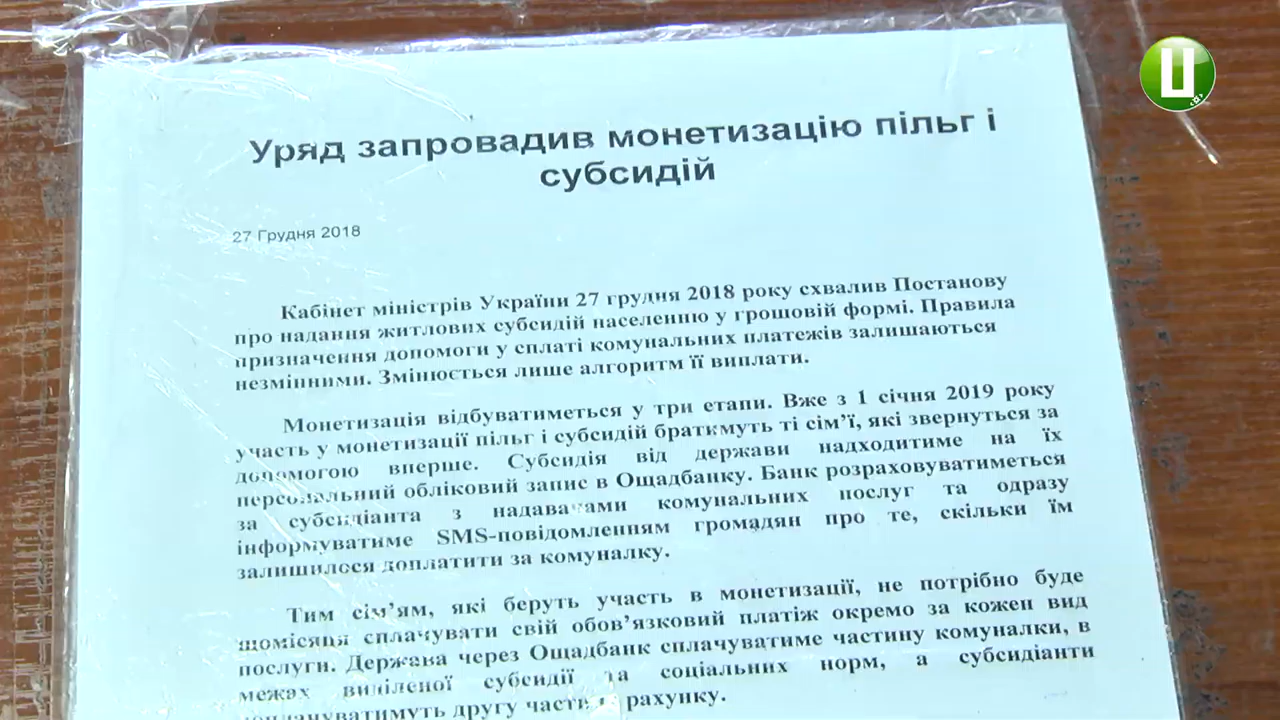 Ц
Уряд запровадив монетизацію пільг і
субсидій
27 Грудня 2018
Кабінет міністрів України 27 грудня 2018 року схвалив Постанову
про надання житлових субсидій населенню у грошовій формі. Правила
призначення допомоги у сплаті комунальних платежів залишаються
незмінними. Змінюється лише алгоритм її виплати.
Монетизація відбуватиметься у три етапи. Вже з 1 січня 2019 року
участь у монетизації пільг і субсидій братимуть ті сім’ї, які звернуться за
допомогою вперше. Субсидія від держави надходитиме на їх
персональний обліковий запис в Ощадбанку. Банк розраховуватиметься
за субсидіанта з надавачами комунальних послуг та одразу
інформуватиме SMS-повідомленням громадян про те, скільки їм
залишилося доплатити за комуналку.
Тим сім’ям, які беруть участь в монетизації, не потрібно буде
щомісяця сплачувати свій обов’язковий платіж окремо за кожен вид
послуги. Держава через Ощадбанк сплачуватиме частину комуналки, в
межах виділеної субсидії та соціальних норм, а субсидіанти
другу рахунку.